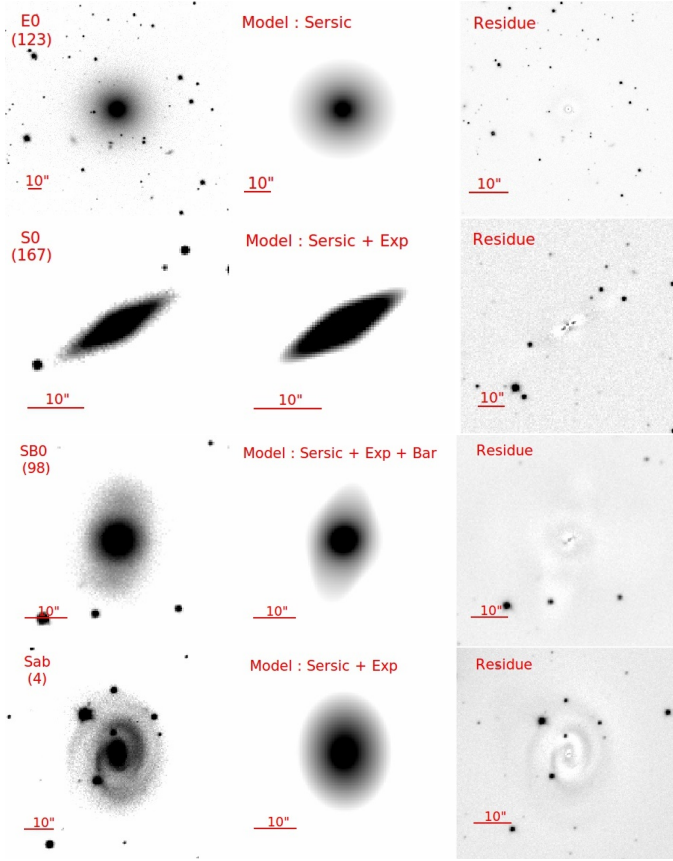 E0
(123)
Model : Sersic
Residue
10"
10"
10"
S0
(167)
Model : Sersic + Exp
Residue
10"
10"
10"
SB0
(98)
Model : Sersic + Exp + Bar
Residue
10"
10"
10"
Sab
(4)
Model : Sersic + Exp
Residue
10"
10"
10"